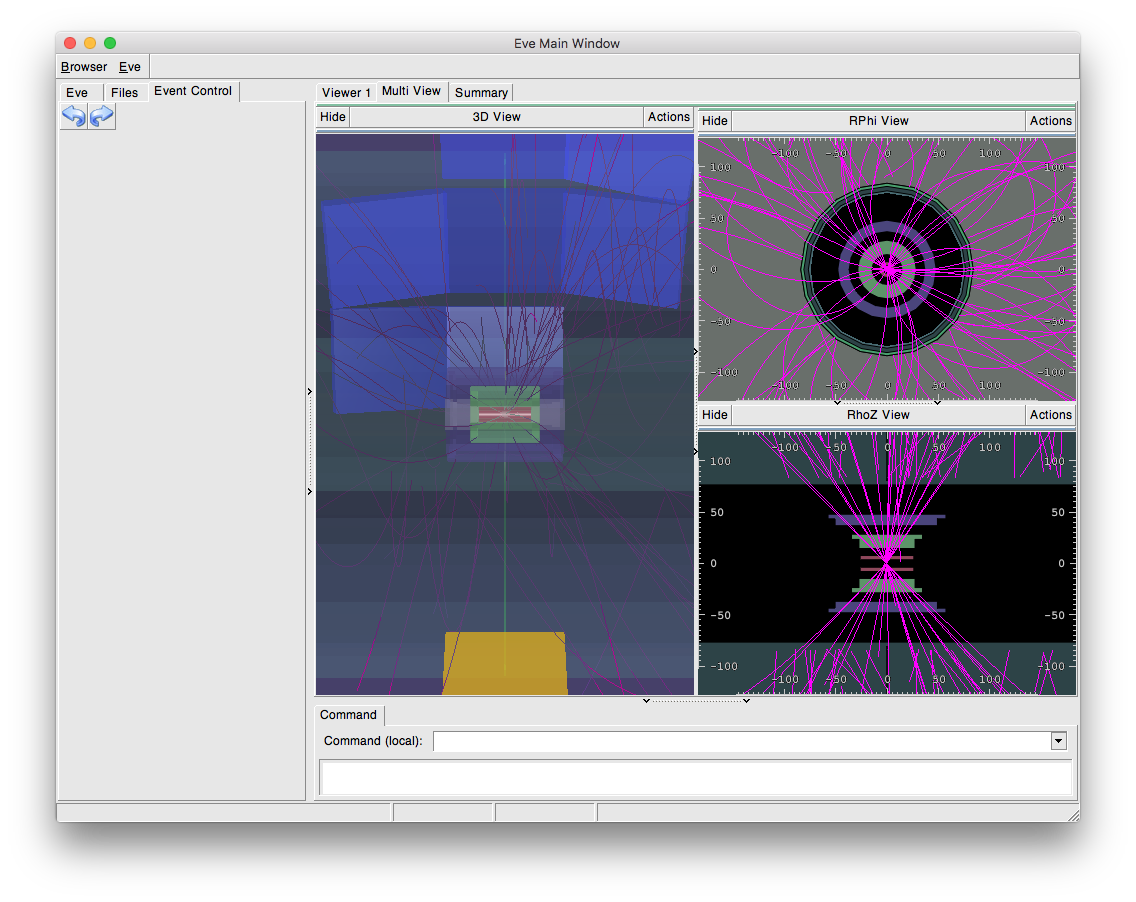 Eve Main Window
Browser Eve
Eve Files Event Control
Viewer 1 Multi View Summary
Hide 3D View Actions
Hide RPhi View Actions
-100 -50 0 50 100
100 100
50 50
0 0
-50 -50
-100 -100
-100 -50 0 50 100
Hide RhoZ View Actions
-100 -50 0 50 100
100 100
50 50
0 0
-50 -50
-100 -100
-100 -50 0 50 100
Command
Command (local):